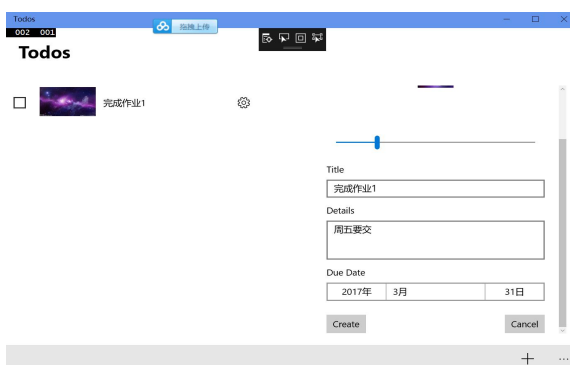 Todos
002 001
拖拽上传
Todos
完成作业1
Title
完成作业1
Details
周五要交
Due Date
2017年 3月 31日
Create Cancel